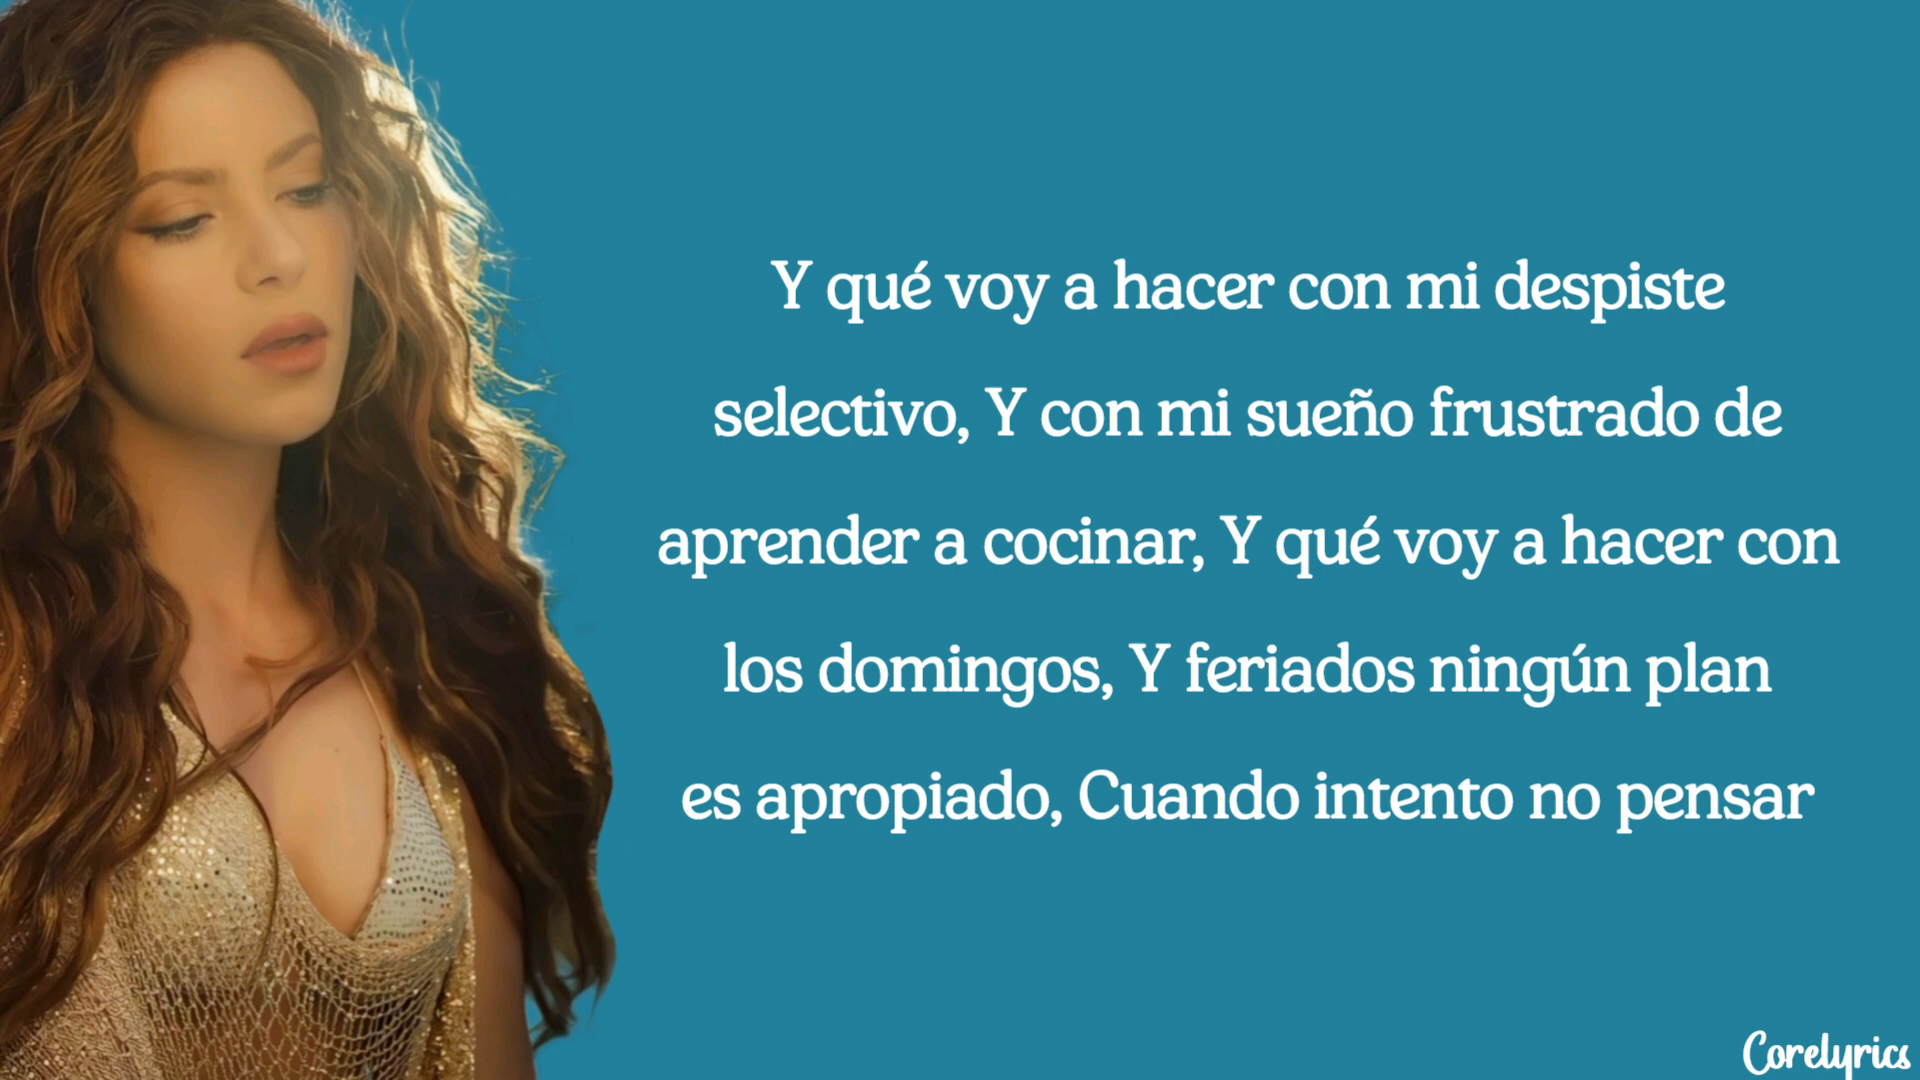 Y qué voy a hacer con mi despiste
selectivo, Y con mi sueño frustrado de
aprender a cocinar, Y qué voy a hacer con
los domingos, Y feriados ningún plan
es apropiado, Cuando intento no pensar
Corelyrics